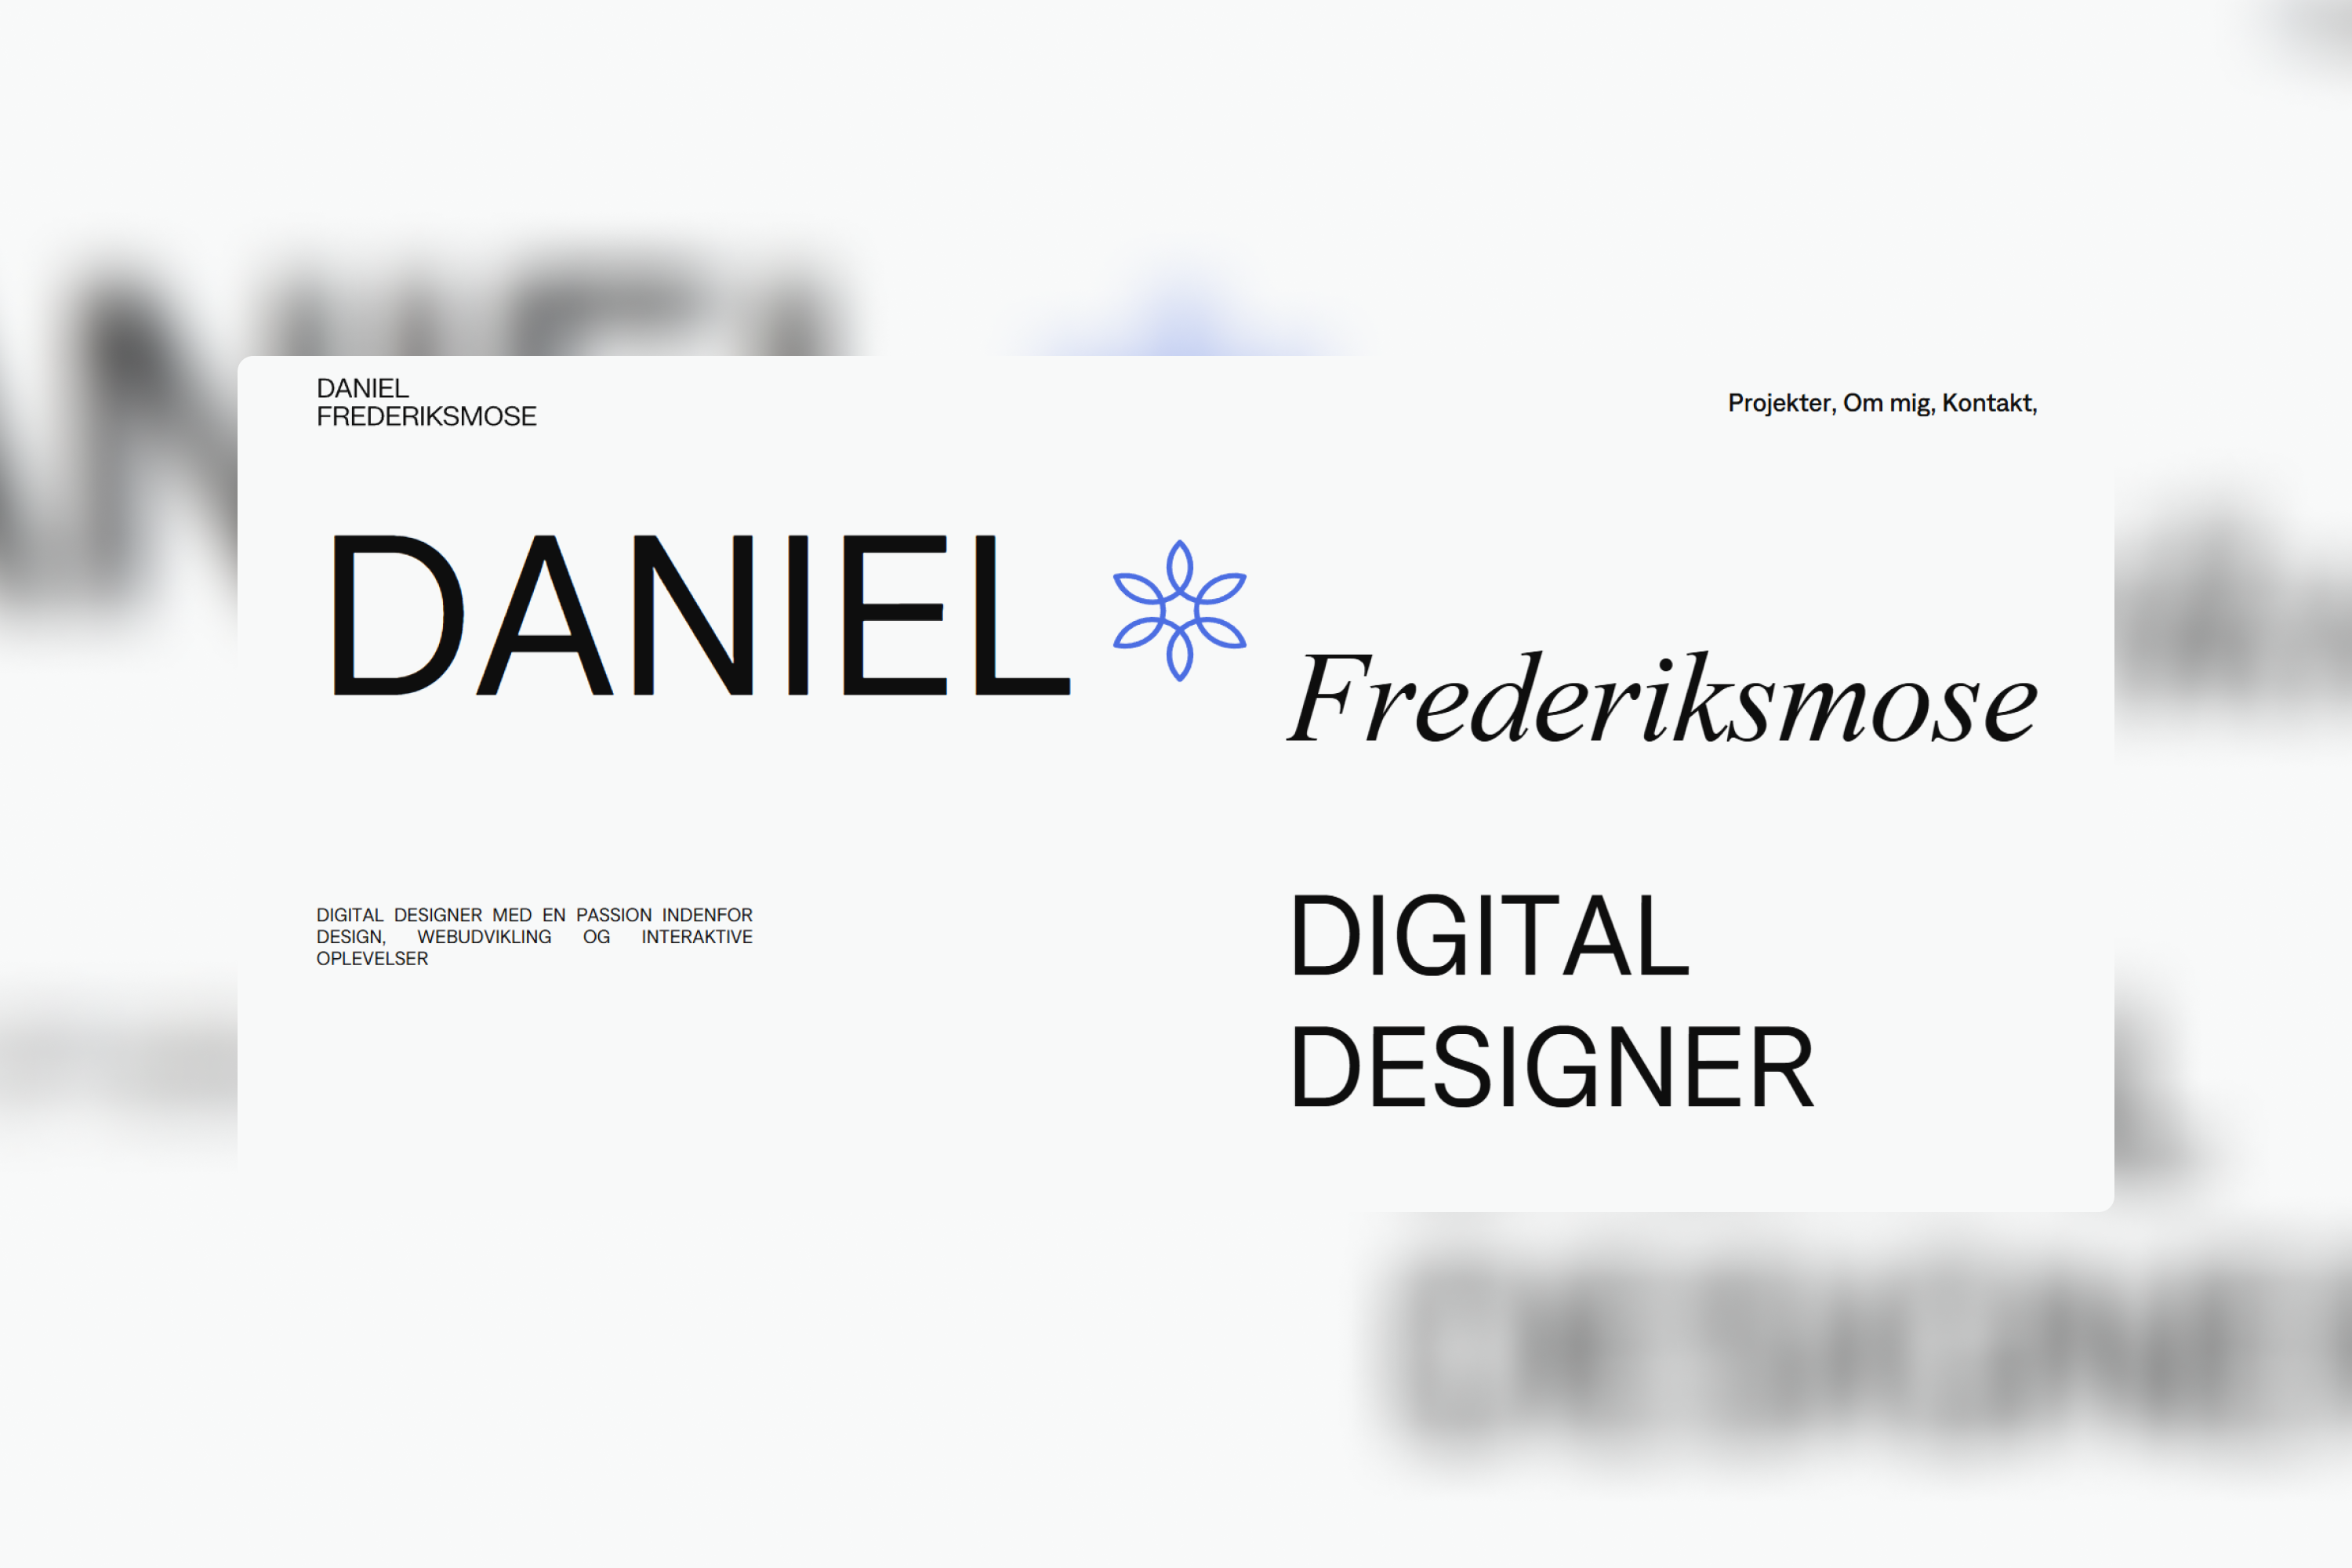 DANIEL
FREDERIKSMOSE
Projekter, Om mig, Kontakt,
DANIEL
Frederiksmose
DIGITAL DESIGNER MED EN PASSION INDENFOR
DESIGN, WEBUDVIKLING OG INTERAKTIVE
OPLEVELSER
DIGITAL
DESIGNER